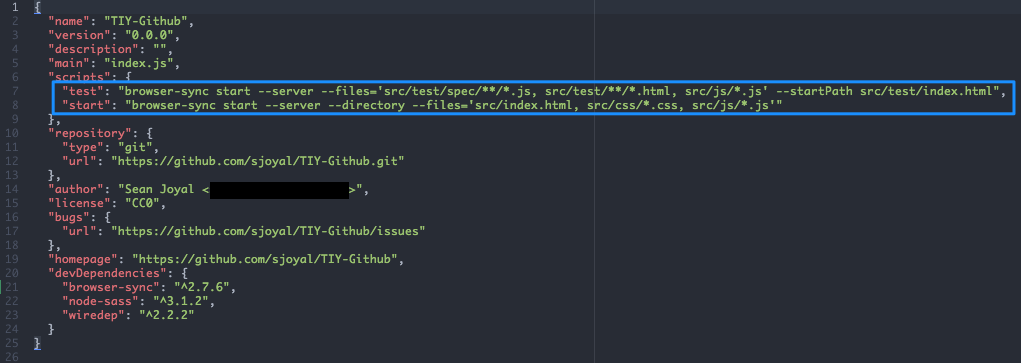 1 {
2 "name": "TIY-Github",
3 "version": "0.0.0",
4 "description": "",
5 "main": "index.js",
6 "scripts": {
7 "test": "browser-sync start --server --files='src/test/spec/**/*.js, src/test/**/*.html, src/js/*.js' --startPath src/test/index.html",
8 "start": "browser-sync start --server --directory --files='src/index.html, src/css/*.css, src/js/*.js'"
9 },
10 "repository": {
11 "type": "git",
12 "url": "https://github.com/sjoyal/TIY-Github.git"
13 },
14 "author": "Sean Joyal < >",
15 "license": "CC0",
16 "bugs": {
17 "url": "https://github.com/sjoyal/TIY-Github/issues"
18 },
19 "homepage": "https://github.com/sjoyal/TIY-Github",
20 "devDependencies": {
21 "browser-sync": "^2.7.6",
22 "node-sass": "^3.1.2",
23 "wiredep": "^2.2.2"
24 }
25 }
26